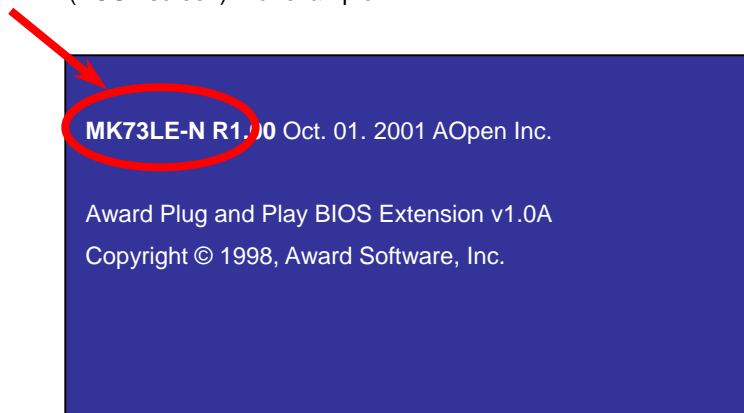 MK73LE-N R1.00 Oct. 01. 2001 AOpen Inc.
Award Plug and Play BIOS Extension v1.0A
Copyright © 1998, Award Software, Inc.